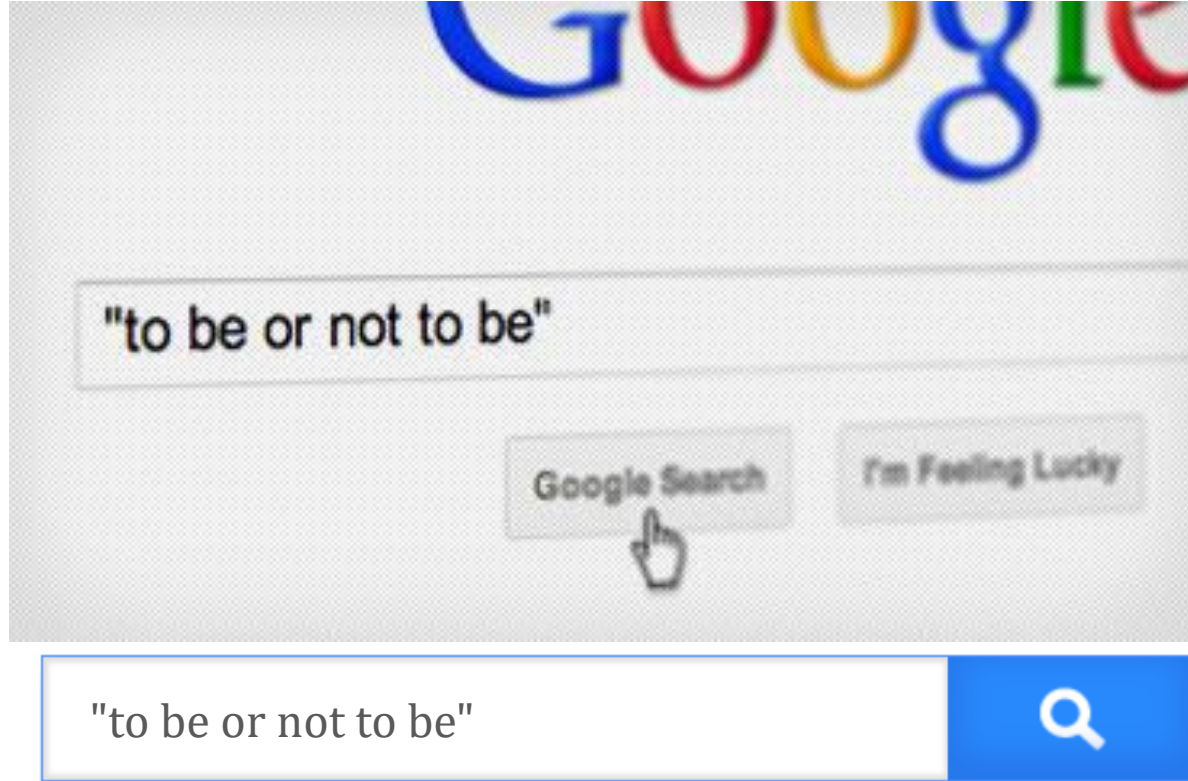 Google
"to be or not to be"
Google Search
I'm Feeling Lucky
"to be or not to be"